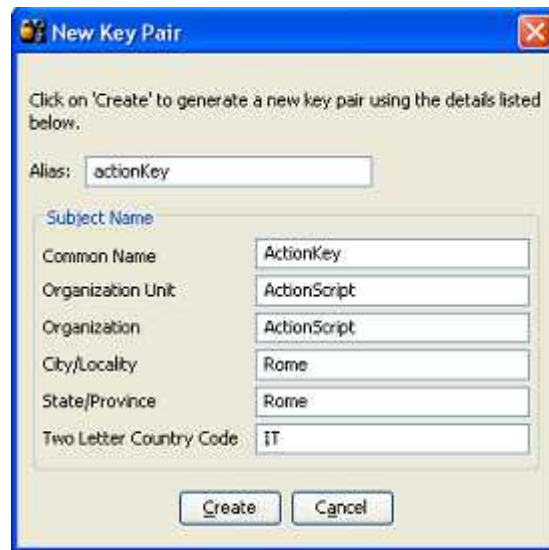 New Key Pair
Click on 'Create' to generate a new key pair using the details listed
below.
Alias: actionKey
Subject Name
Common Name ActionKey
Organization Unit ActionScript
Organization ActionScript
City/Locality Rome
State/Province Rome
Two Letter Country Code IT
Create Cancel